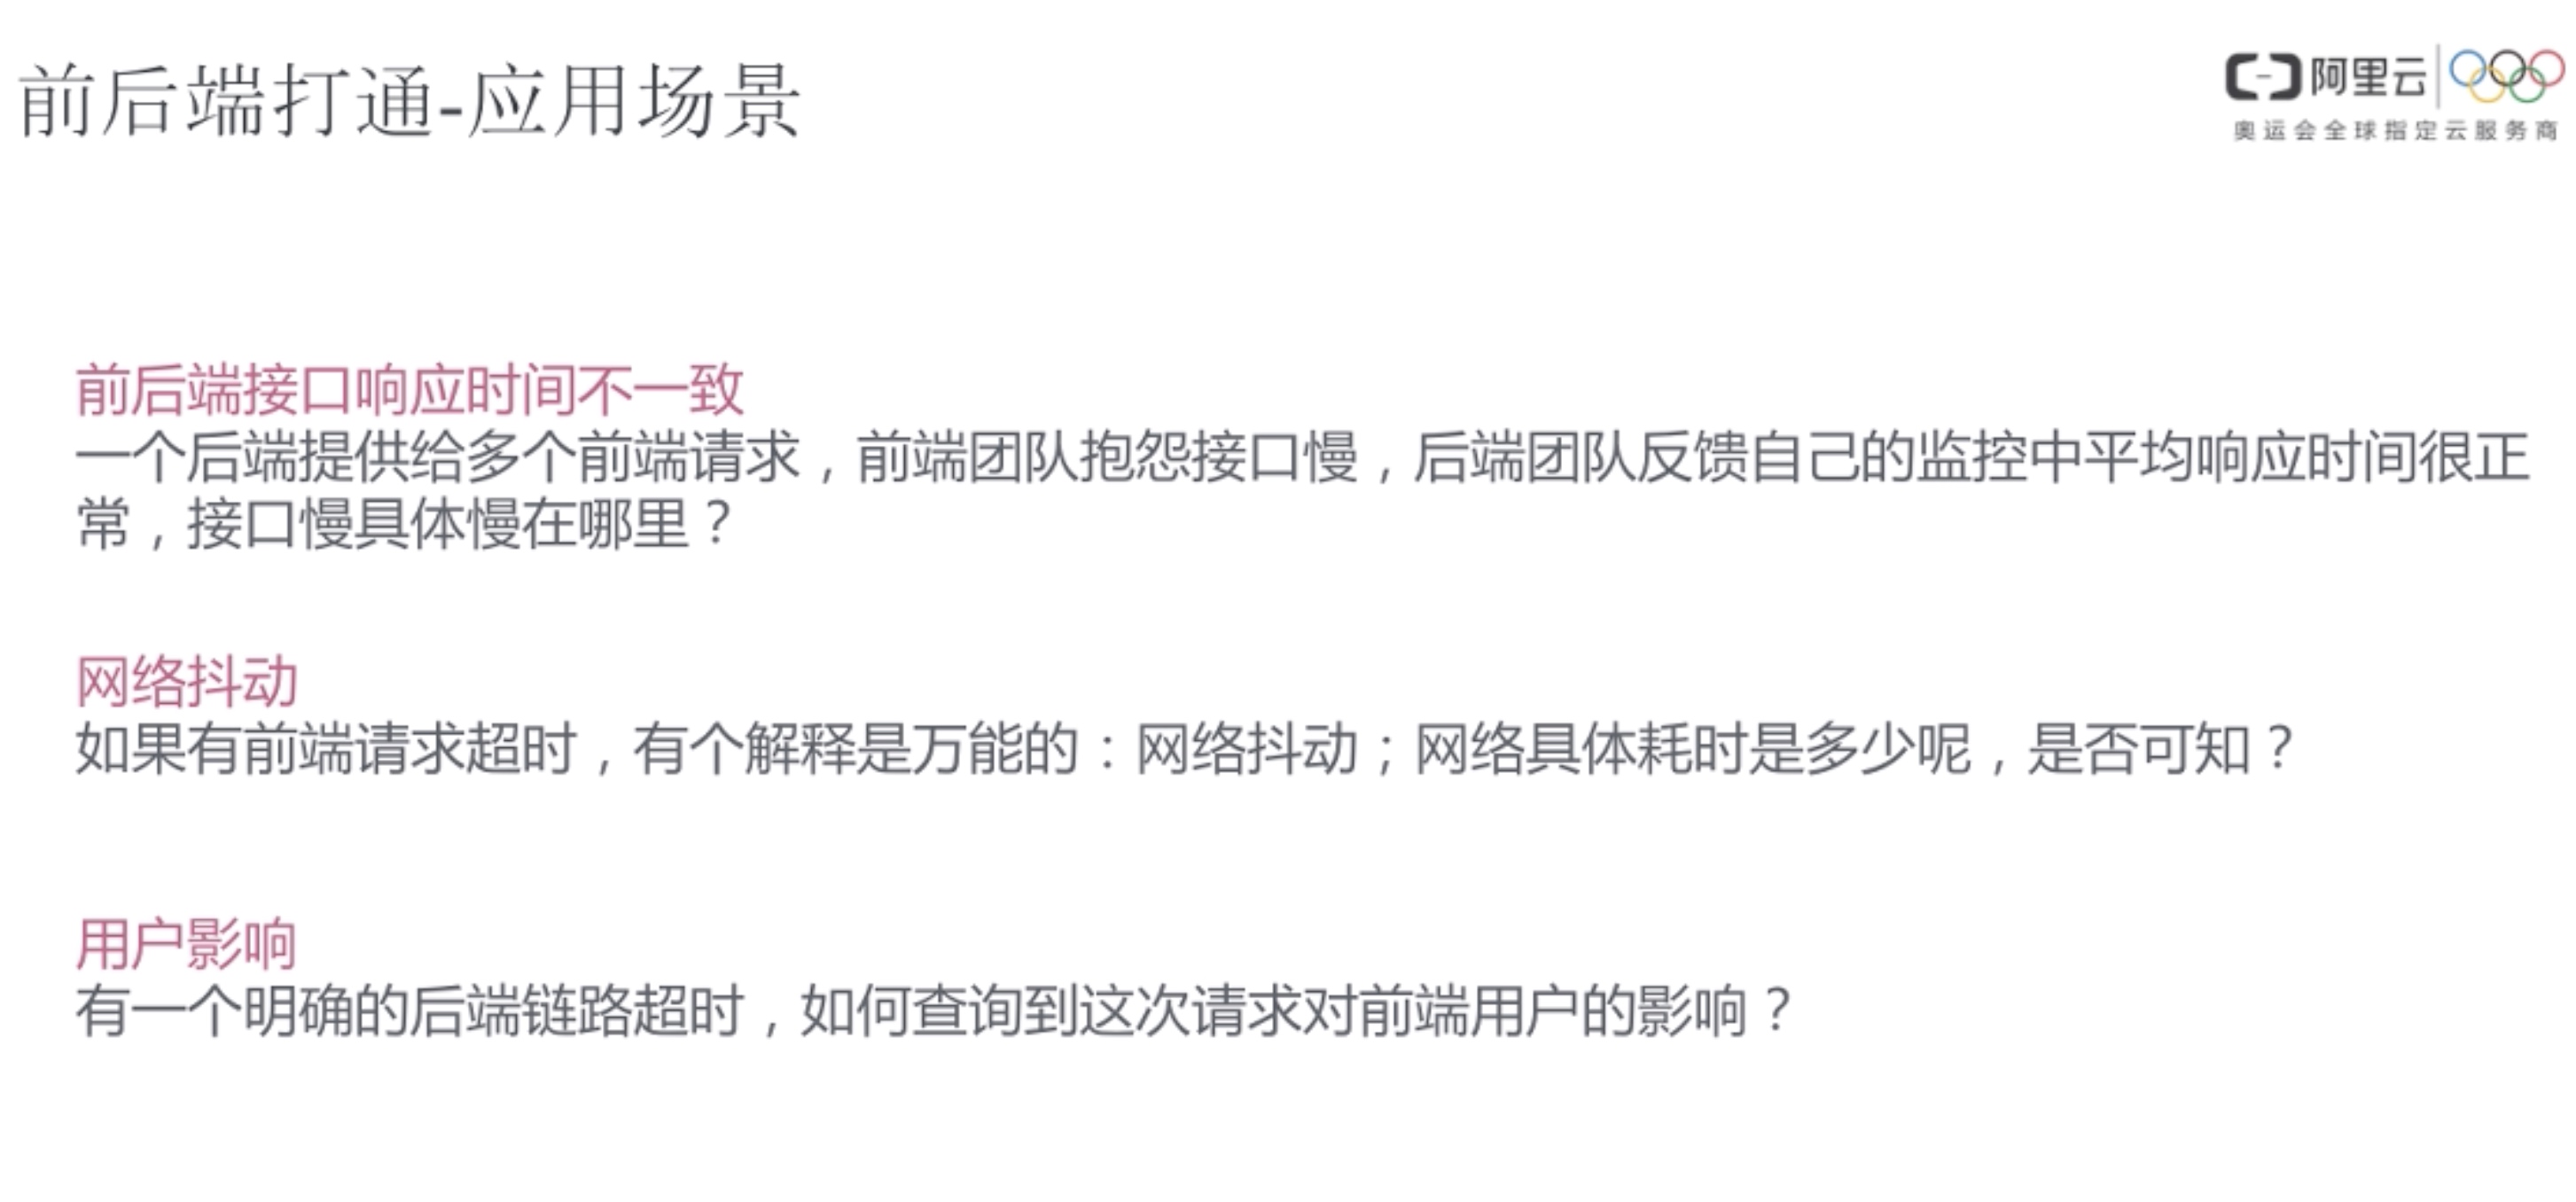 前后端打通-应用场景
阿里云
奥运会全球指定云服务商
前后端接口响应时间不一致
一个后端提供给多个前端请求，前端团队抱怨接口慢，后端团队反馈自己的监控中平均响应时间很正
常，接口慢具体慢在哪里？
网络抖动
如果有前端请求超时，有个解释是万能的：网络抖动；网络具体耗时是多少呢，是否可知？
用户影响
有一个明确的后端链路超时，如何查询到这次请求对前端用户的影响？